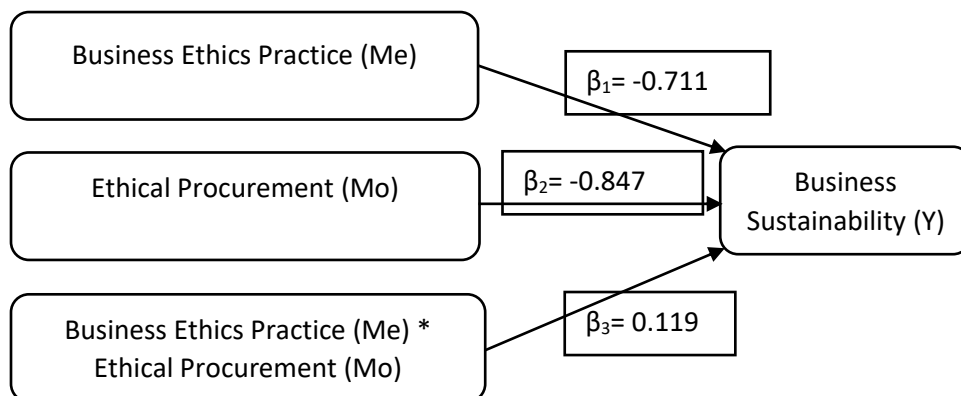 Business Ethics Practice (Me)
β₁= -0.711
Ethical Procurement (Mo)
β₂= -0.847
Business
Sustainability (Y)
Business Ethics Practice (Me) *
Ethical Procurement (Mo)
β₃= 0.119